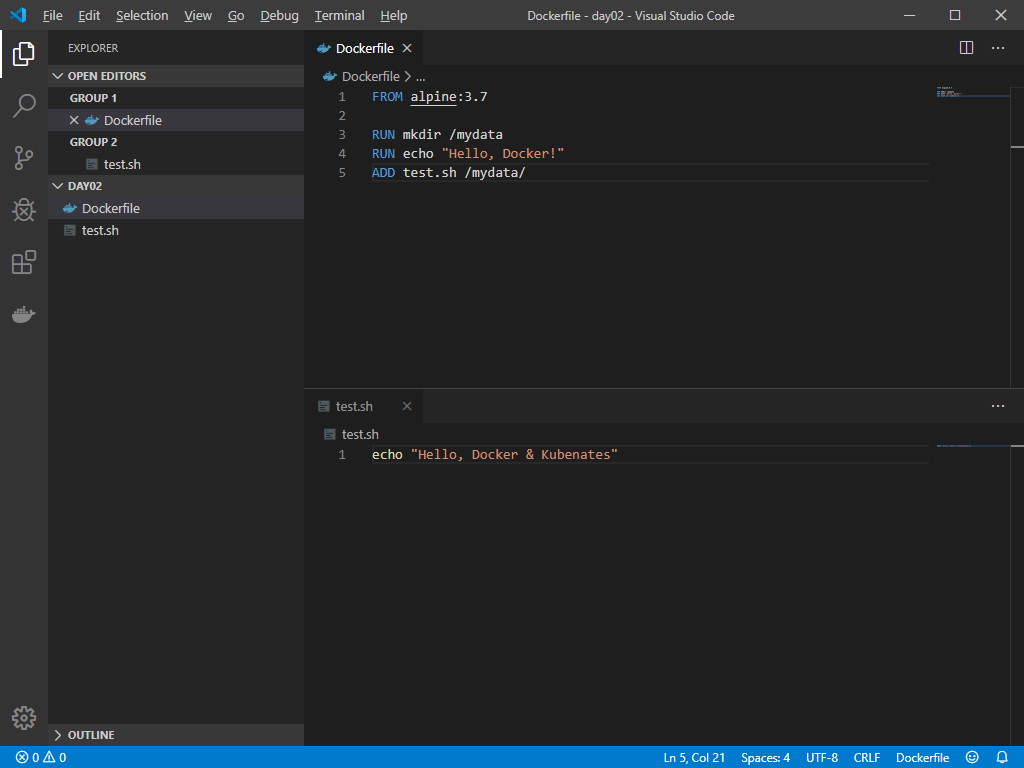 File Edit Selection View Go Debug Terminal Help Dockerfile - day02 - Visual Studio Code
EXPLORER
OPEN EDITORS
GROUP 1
Dockerfile
GROUP 2
test.sh
DAY02
Dockerfile
test.sh
OUTLINE
Dockerfile
Dockerfile > ...
1 FROM alpine:3.7
2
3 RUN mkdir /mydata
4 RUN echo "Hello, Docker!"
5 ADD test.sh /mydata/
test.sh
test.sh
1 echo "Hello, Docker & Kubenates"
0 0 Ln 5, Col 21 Spaces: 4 UTF-8 CRLF Dockerfile